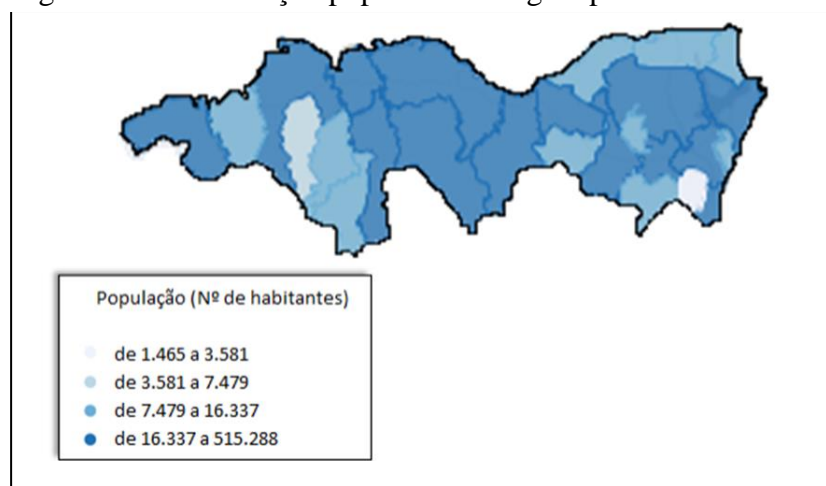 População (Nº de habitantes)
de 1.465 a 3.581
de 3.581 a 7.479
de 7.479 a 16.337
de 16.337 a 515.288